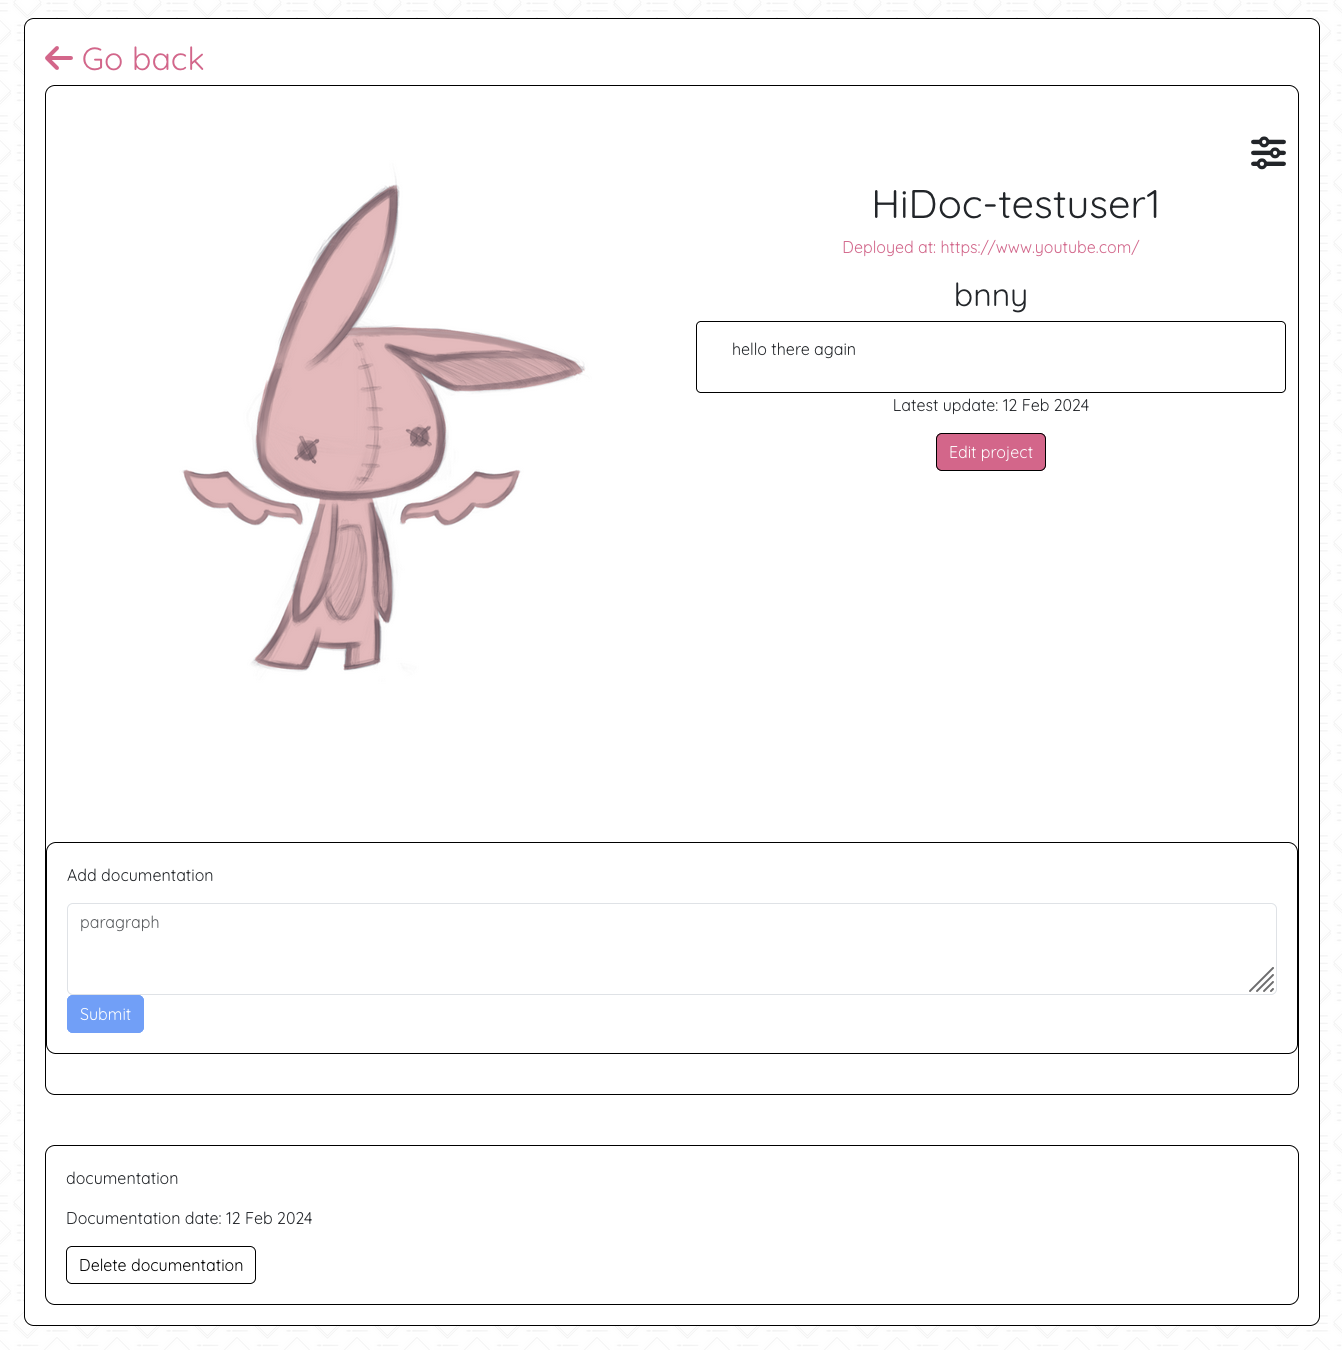 Go back
HiDoc-testuser1
Deployed at: https://www.youtube.com/
bnny
hello there again
Latest update: 12 Feb 2024
Edit project
Add documentation
paragraph
Submit
documentation
Documentation date: 12 Feb 2024
Delete documentation